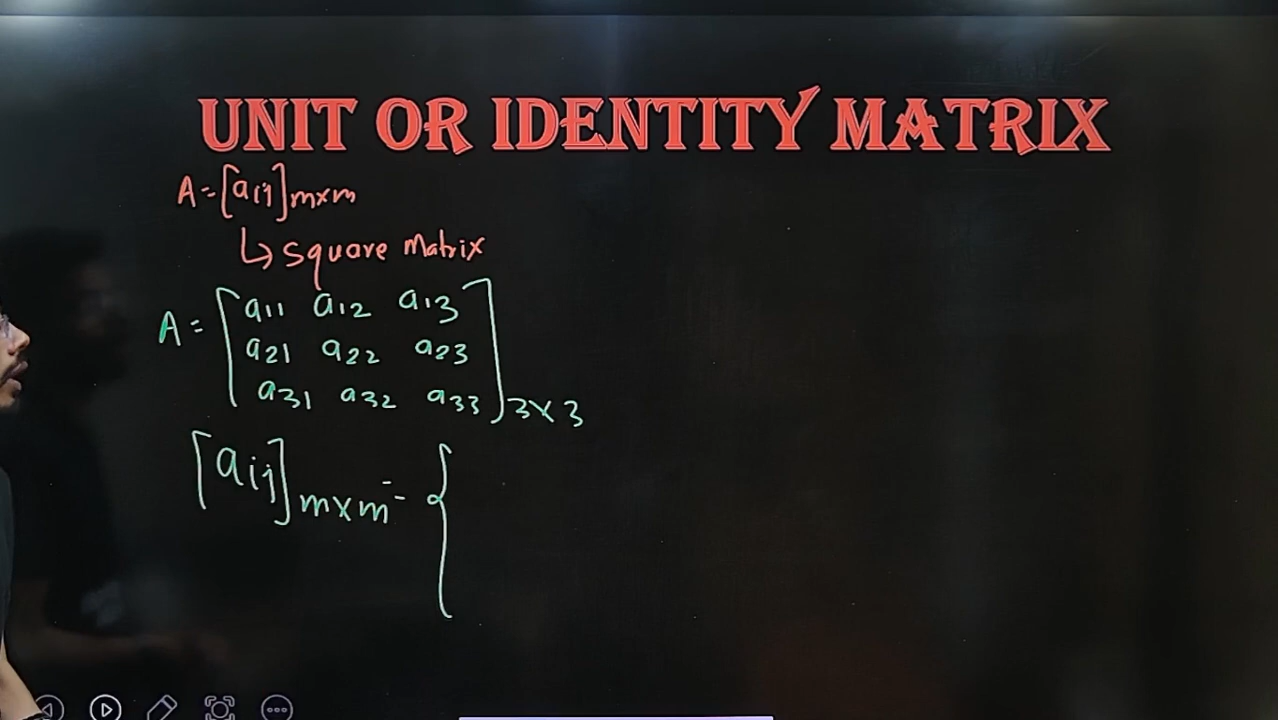 UNIT OR IDENTITY MATRIX
A = [aij]m×m
↳ square Matrix
A = [a11 a12 a13
a21 a22 a23
a31 a32 a33]3×3
[aij]m×m = {